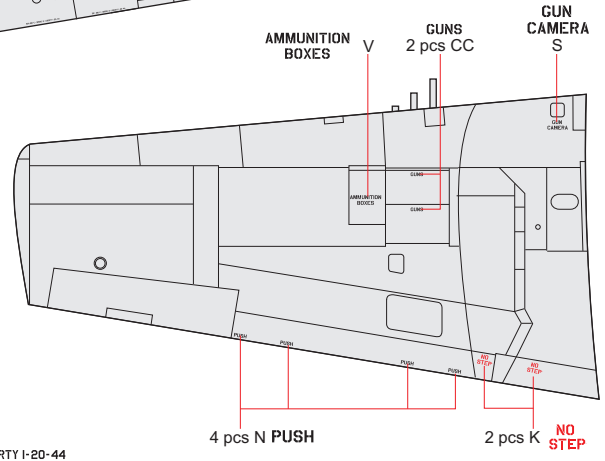 GUN
CAMERA
S
AMMUNITION
BOXES
V
GUNS
2 pcs CC
GUN
CAMERA
GUNS
AMMUNITION
BOXES
GUNS
PUSH
PUSH
PUSH
PUSH
NO
STEP
NO
STEP
4 pcs N PUSH
2 pcs K
NO
STEP
RTY 1-20-44